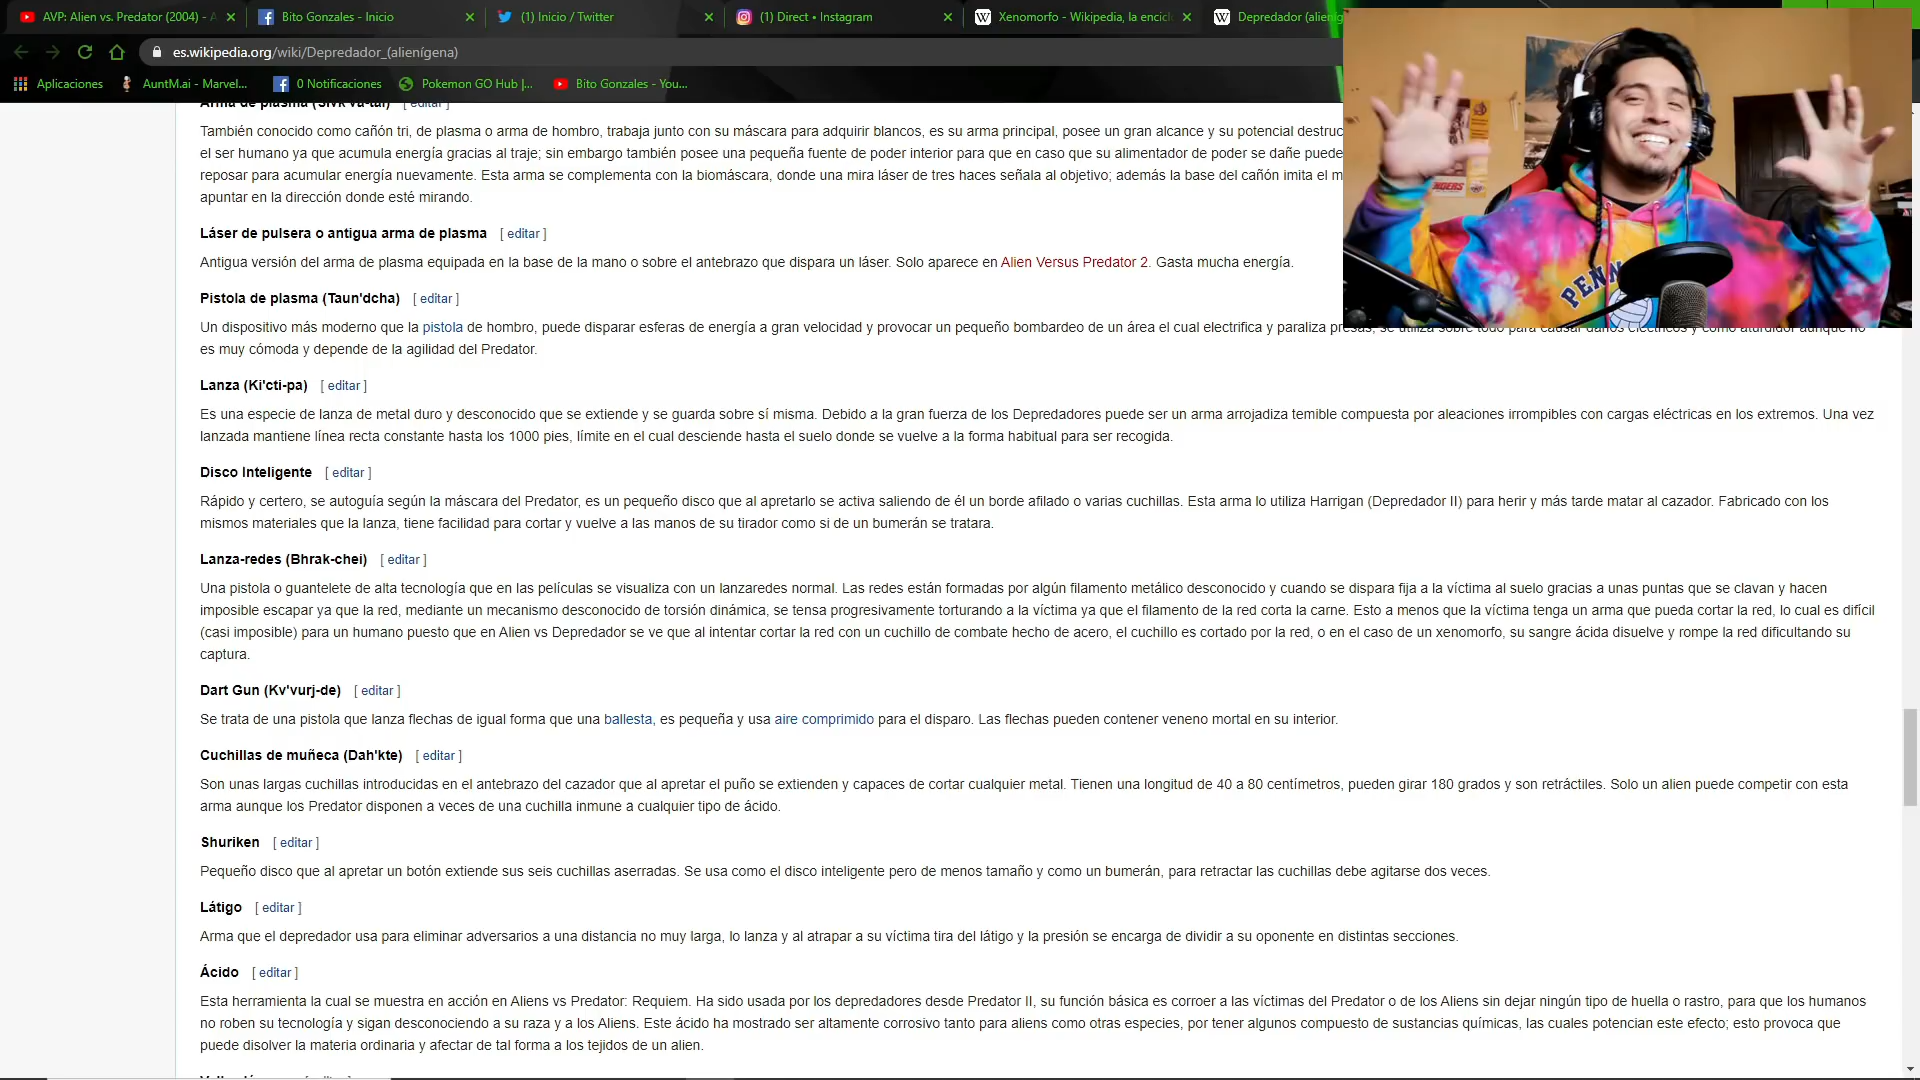 AVP: Alien vs. Predator (2004) - A
Bito Gonzales - Inicio
(1) Inicio / Twitter
(1) Direct • Instagram
Xenomorfo - Wikipedia, la encicl
Depredador (alieníg
es.wikipedia.org/wiki/Depredador_(alienígena)
Aplicaciones
AuntM.ai - Marvel...
0 Notificaciones
Pokemon GO Hub |...
Bito Gonzales - You...
Arma de plasma (Sivk'va-tai) [ editar ]
También conocido como cañón tri, de plasma o arma de hombro, trabaja junto con su máscara para adquirir blancos, es su arma principal, posee un gran alcance y su potencial destruc
el ser humano ya que acumula energía gracias al traje; sin embargo también posee una pequeña fuente de poder interior para que en caso que su alimentador de poder se dañe puede
reposar para acumular energía nuevamente. Esta arma se complementa con la biomáscara, donde una mira láser de tres haces señala al objetivo; además la base del cañón imita el m
apuntar en la dirección donde esté mirando.
Láser de pulsera o antigua arma de plasma [ editar ]
Antigua versión del arma de plasma equipada en la base de la mano o sobre el antebrazo que dispara un láser. Solo aparece en Alien Versus Predator 2. Gasta mucha energía.
Pistola de plasma (Taun'dcha) [ editar ]
Un dispositivo más moderno que la pistola de hombro, puede disparar esferas de energía a gran velocidad y provocar un pequeño bombardeo de un área el cual electrifica y paraliza presas, se utiliza sobre todo para causar daños eléctricos y como aturdidor aunque no
es muy cómoda y depende de la agilidad del Predator.
Lanza (Ki'cti-pa) [ editar ]
Es una especie de lanza de metal duro y desconocido que se extiende y se guarda sobre sí misma. Debido a la gran fuerza de los Depredadores puede ser un arma arrojadiza temible compuesta por aleaciones irrompibles con cargas eléctricas en los extremos. Una vez
lanzada mantiene línea recta constante hasta los 1000 pies, límite en el cual desciende hasta el suelo donde se vuelve a la forma habitual para ser recogida.
Disco Inteligente [ editar ]
Rápido y certero, se autoguía según la máscara del Predator, es un pequeño disco que al apretarlo se activa saliendo de él un borde afilado o varias cuchillas. Esta arma lo utiliza Harrigan (Depredador II) para herir y más tarde matar al cazador. Fabricado con los
mismos materiales que la lanza, tiene facilidad para cortar y vuelve a las manos de su tirador como si de un bumerán se tratara.
Lanza-redes (Bhrak-chei) [ editar ]
Una pistola o guantelete de alta tecnología que en las películas se visualiza con un lanzaredes normal. Las redes están formadas por algún filamento metálico desconocido y cuando se dispara fija a la víctima al suelo gracias a unas puntas que se clavan y hacen
imposible escapar ya que la red, mediante un mecanismo desconocido de torsión dinámica, se tensa progresivamente torturando a la víctima ya que el filamento de la red corta la carne. Esto a menos que la víctima tenga un arma que pueda cortar la red, lo cual es difícil
(casi imposible) para un humano puesto que en Alien vs Depredador se ve que al intentar cortar la red con un cuchillo de combate hecho de acero, el cuchillo es cortado por la red, o en el caso de un xenomorfo, su sangre ácida disuelve y rompe la red dificultando su
captura.
Dart Gun (Kv'vurj-de) [ editar ]
Se trata de una pistola que lanza flechas de igual forma que una ballesta, es pequeña y usa aire comprimido para el disparo. Las flechas pueden contener veneno mortal en su interior.
Cuchillas de muñeca (Dah'kte) [ editar ]
Son unas largas cuchillas introducidas en el antebrazo del cazador que al apretar el puño se extienden y capaces de cortar cualquier metal. Tienen una longitud de 40 a 80 centímetros, pueden girar 180 grados y son retráctiles. Solo un alien puede competir con esta
arma aunque los Predator disponen a veces de una cuchilla inmune a cualquier tipo de ácido.
Shuriken [ editar ]
Pequeño disco que al apretar un botón extiende sus seis cuchillas aserradas. Se usa como el disco inteligente pero de menos tamaño y como un bumerán, para retractar las cuchillas debe agitarse dos veces.
Látigo [ editar ]
Arma que el depredador usa para eliminar adversarios a una distancia no muy larga, lo lanza y al atrapar a su víctima tira del látigo y la presión se encarga de dividir a su oponente en distintas secciones.
Ácido [ editar ]
Esta herramienta la cual se muestra en acción en Aliens vs Predator: Requiem. Ha sido usada por los depredadores desde Predator II, su función básica es corroer a las víctimas del Predator o de los Aliens sin dejar ningún tipo de huella o rastro, para que los humanos
no roben su tecnología y sigan desconociendo a su raza y a los Aliens. Este ácido ha mostrado ser altamente corrosivo tanto para aliens como otras especies, por tener algunos compuesto de sustancias químicas, las cuales potencian este efecto; esto provoca que
puede disolver la materia ordinaria y afectar de tal forma a los tejidos de un alien.